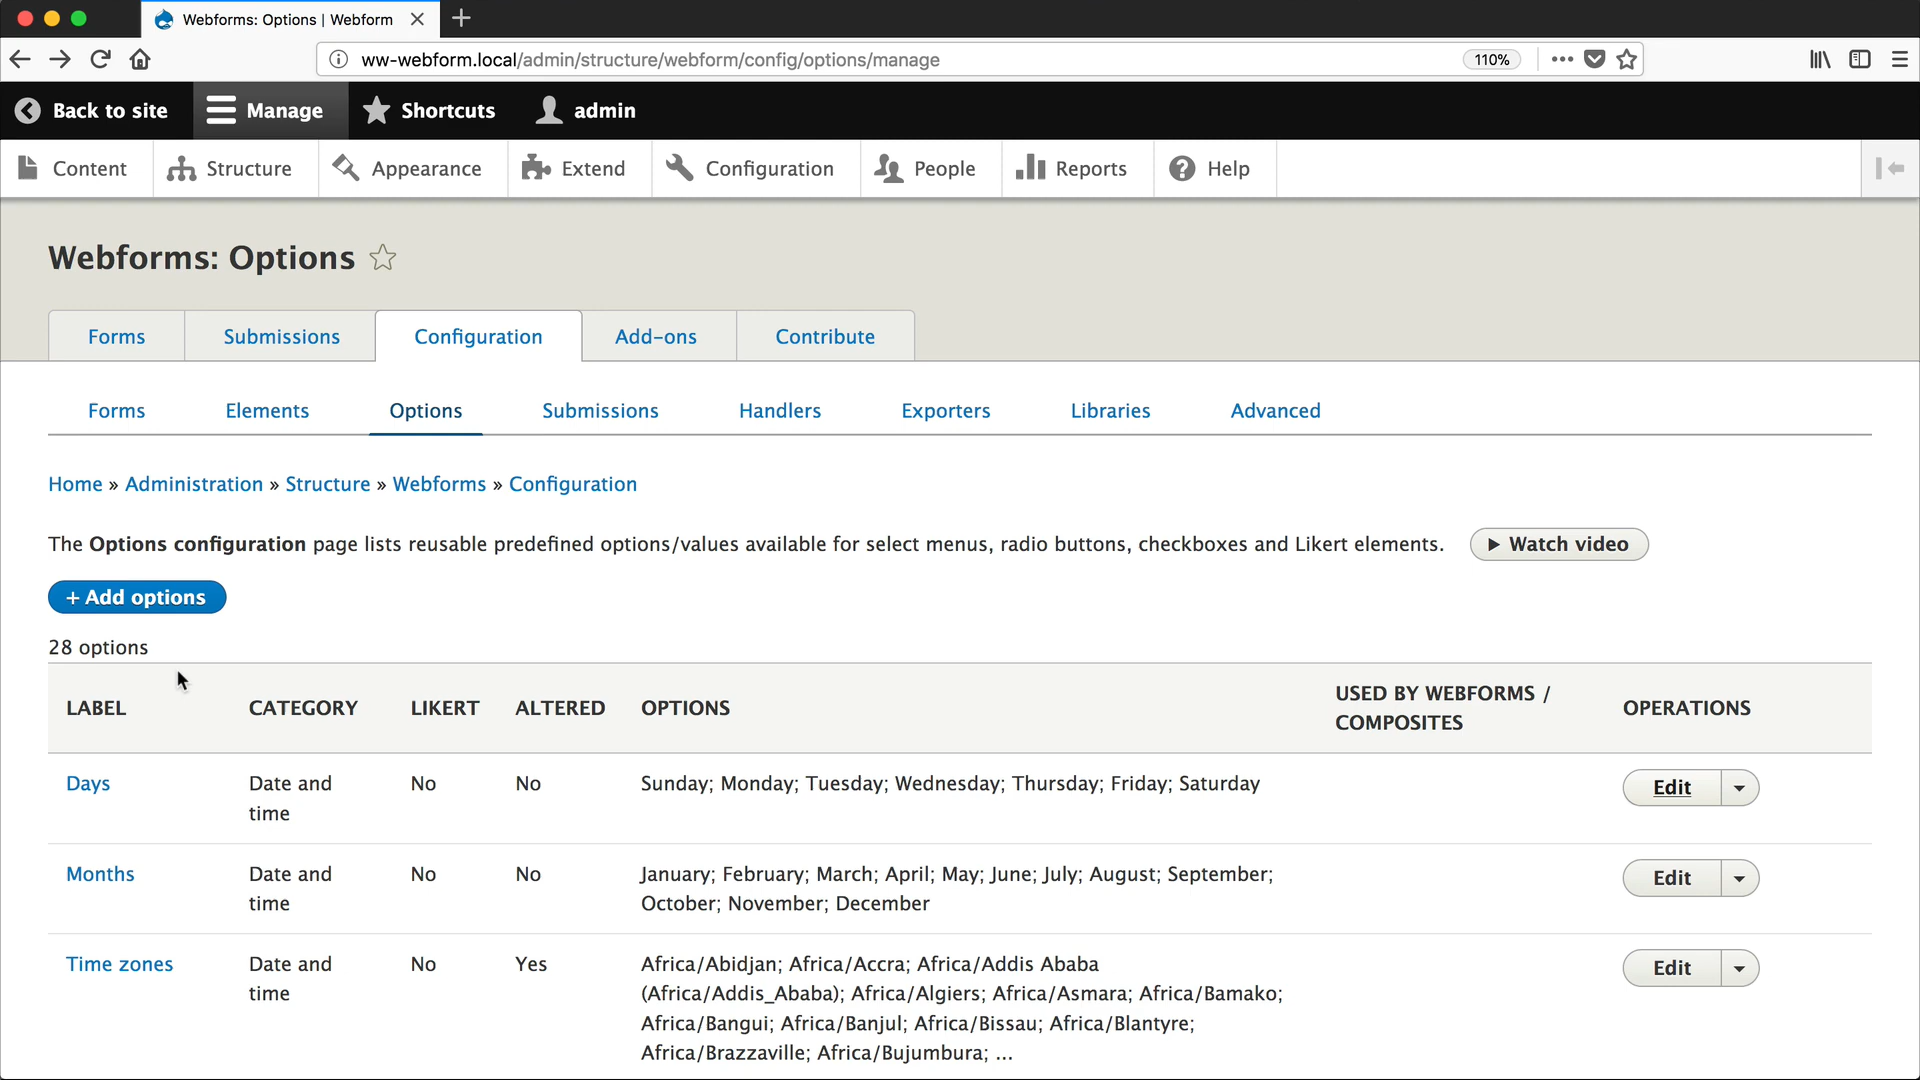 Webforms: Options | Webform
ww-webform.local/admin/structure/webform/config/options/manage
110%
Back to site
Manage
Shortcuts
admin
Content
Structure
Appearance
Extend
Configuration
People
Reports
Help
Webforms: Options
Forms
Submissions
Configuration
Add-ons
Contribute
Forms
Elements
Options
Submissions
Handlers
Exporters
Libraries
Advanced
Home » Administration » Structure » Webforms » Configuration
The Options configuration page lists reusable predefined options/values available for select menus, radio buttons, checkboxes and Likert elements.
Watch video
+ Add options
28 options
LABEL
CATEGORY
LIKERT
ALTERED
OPTIONS
USED BY WEBFORMS /
COMPOSITES
OPERATIONS
Days
Date and
time
No
No
Sunday; Monday; Tuesday; Wednesday; Thursday; Friday; Saturday
Edit
Months
Date and
time
No
No
January; February; March; April; May; June; July; August; September;
October; November; December
Edit
Time zones
Date and
time
No
Yes
Africa/Abidjan; Africa/Accra; Africa/Addis Ababa
(Africa/Addis_Ababa); Africa/Algiers; Africa/Asmara; Africa/Bamako;
Africa/Bangui; Africa/Banjul; Africa/Bissau; Africa/Blantyre;
Africa/Brazzaville; Africa/Bujumbura; ...
Edit